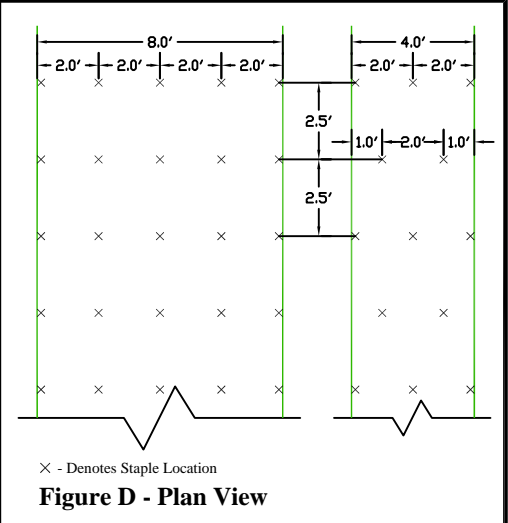 8.0' 4.0'
2.0' 2.0' 2.0' 2.0' 2.0' 2.0'
2.5'
1.0' 2.0' 1.0'
2.5'
× - Denotes Staple Location
Figure D - Plan View